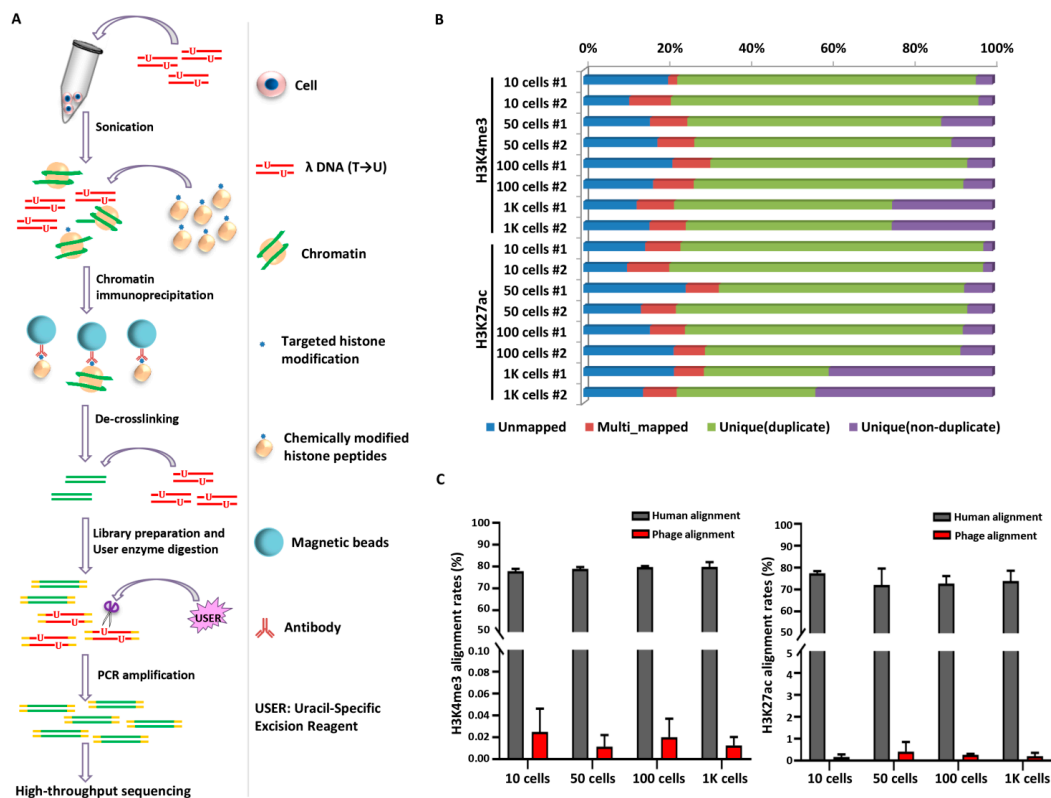 A
U
U
U
U
U
U
Sonication
U
U
U
U
U
U
Chromatin
immunoprecipitation
De-crosslinking
U
U
U
U
U
U
Library preparation and
User enzyme digestion
U
U
U
U
U
U
USER
PCR amplification
High-throughput sequencing
Cell
U
U
λ DNA (T→U)
Chromatin
Targeted histone
modification
Chemically modified
histone peptides
Magnetic beads
Antibody
USER: Uracil-Specific
Excision Reagent
B
0% 20% 40% 60% 80% 100%
H3K4me3
10 cells #1
10 cells #2
50 cells #1
50 cells #2
100 cells #1
100 cells #2
1K cells #1
1K cells #2
H3K27ac
10 cells #1
10 cells #2
50 cells #1
50 cells #2
100 cells #1
100 cells #2
1K cells #1
1K cells #2
Unmapped Multi_mapped Unique(duplicate) Unique(non-duplicate)
C
H3K4me3 alignment rates (%)
100
90
80
70
60
50
0.10
0.08
0.06
0.04
0.02
0.00
Human alignment
Phage alignment
10 cells 50 cells 100 cells 1K cells
H3K27ac alignment rates (%)
100
90
80
70
60
50
5
4
3
2
1
0
Human alignment
Phage alignment
10 cells 50 cells 100 cells 1K cells